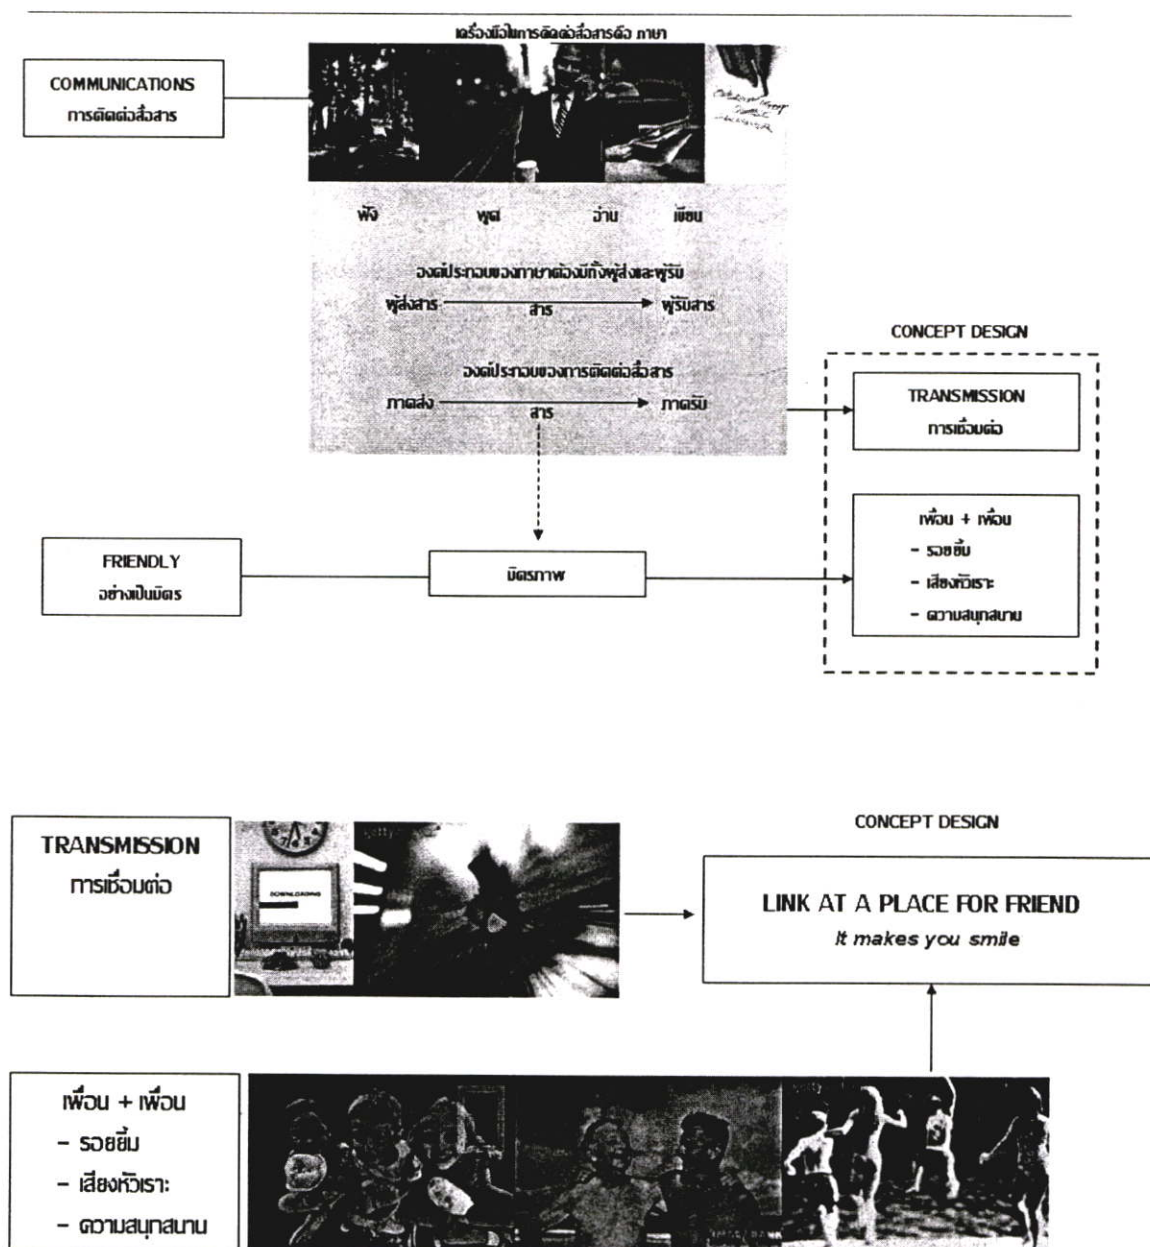 เครื่องมือในการติดต่อสื่อสารคือ ภาษา
COMMUNICATIONS
การติดต่อสื่อสาร
ฟัง พูด อ่าน เขียน
องค์ประกอบของภาษาต้องมีทั้งผู้ส่งและผู้รับ
ผู้ส่งสาร สาร ผู้รับสาร
องค์ประกอบของการติดต่อสื่อสาร
ภาคส่ง สาร ภาครับ
CONCEPT DESIGN
TRANSMISSION
การเชื่อมต่อ
เพื่อน + เพื่อน
- รอยยิ้ม
- เสียงหัวเราะ
- ความสนุกสนาน
FRIENDLY
อย่างเป็นมิตร
มิตรภาพ
TRANSMISSION
การเชื่อมต่อ
DOWNLOADING
CONCEPT DESIGN
LINK AT A PLACE FOR FRIEND
It makes you smile
เพื่อน + เพื่อน
- รอยยิ้ม
- เสียงหัวเราะ
- ความสนุกสนาน